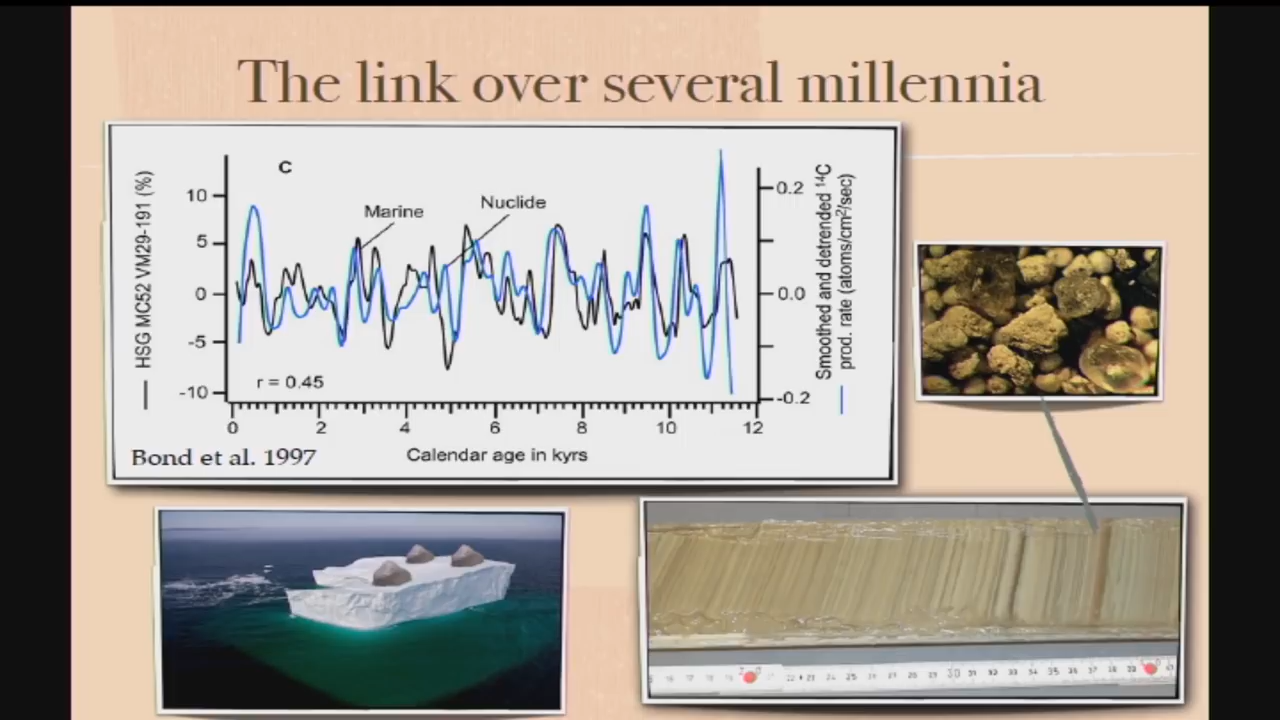 The link over several millennia
C
HSG MC52 VM29-191 (%)
10
5
0
-5
-10
Marine
Nuclide
r = 0.45
0.2
0.0
-0.2
Smoothed and detrended ¹⁴C
prod. rate (atoms/cm²/sec)
0 2 4 6 8 10 12
Calendar age in kyrs
Bond et al. 1997